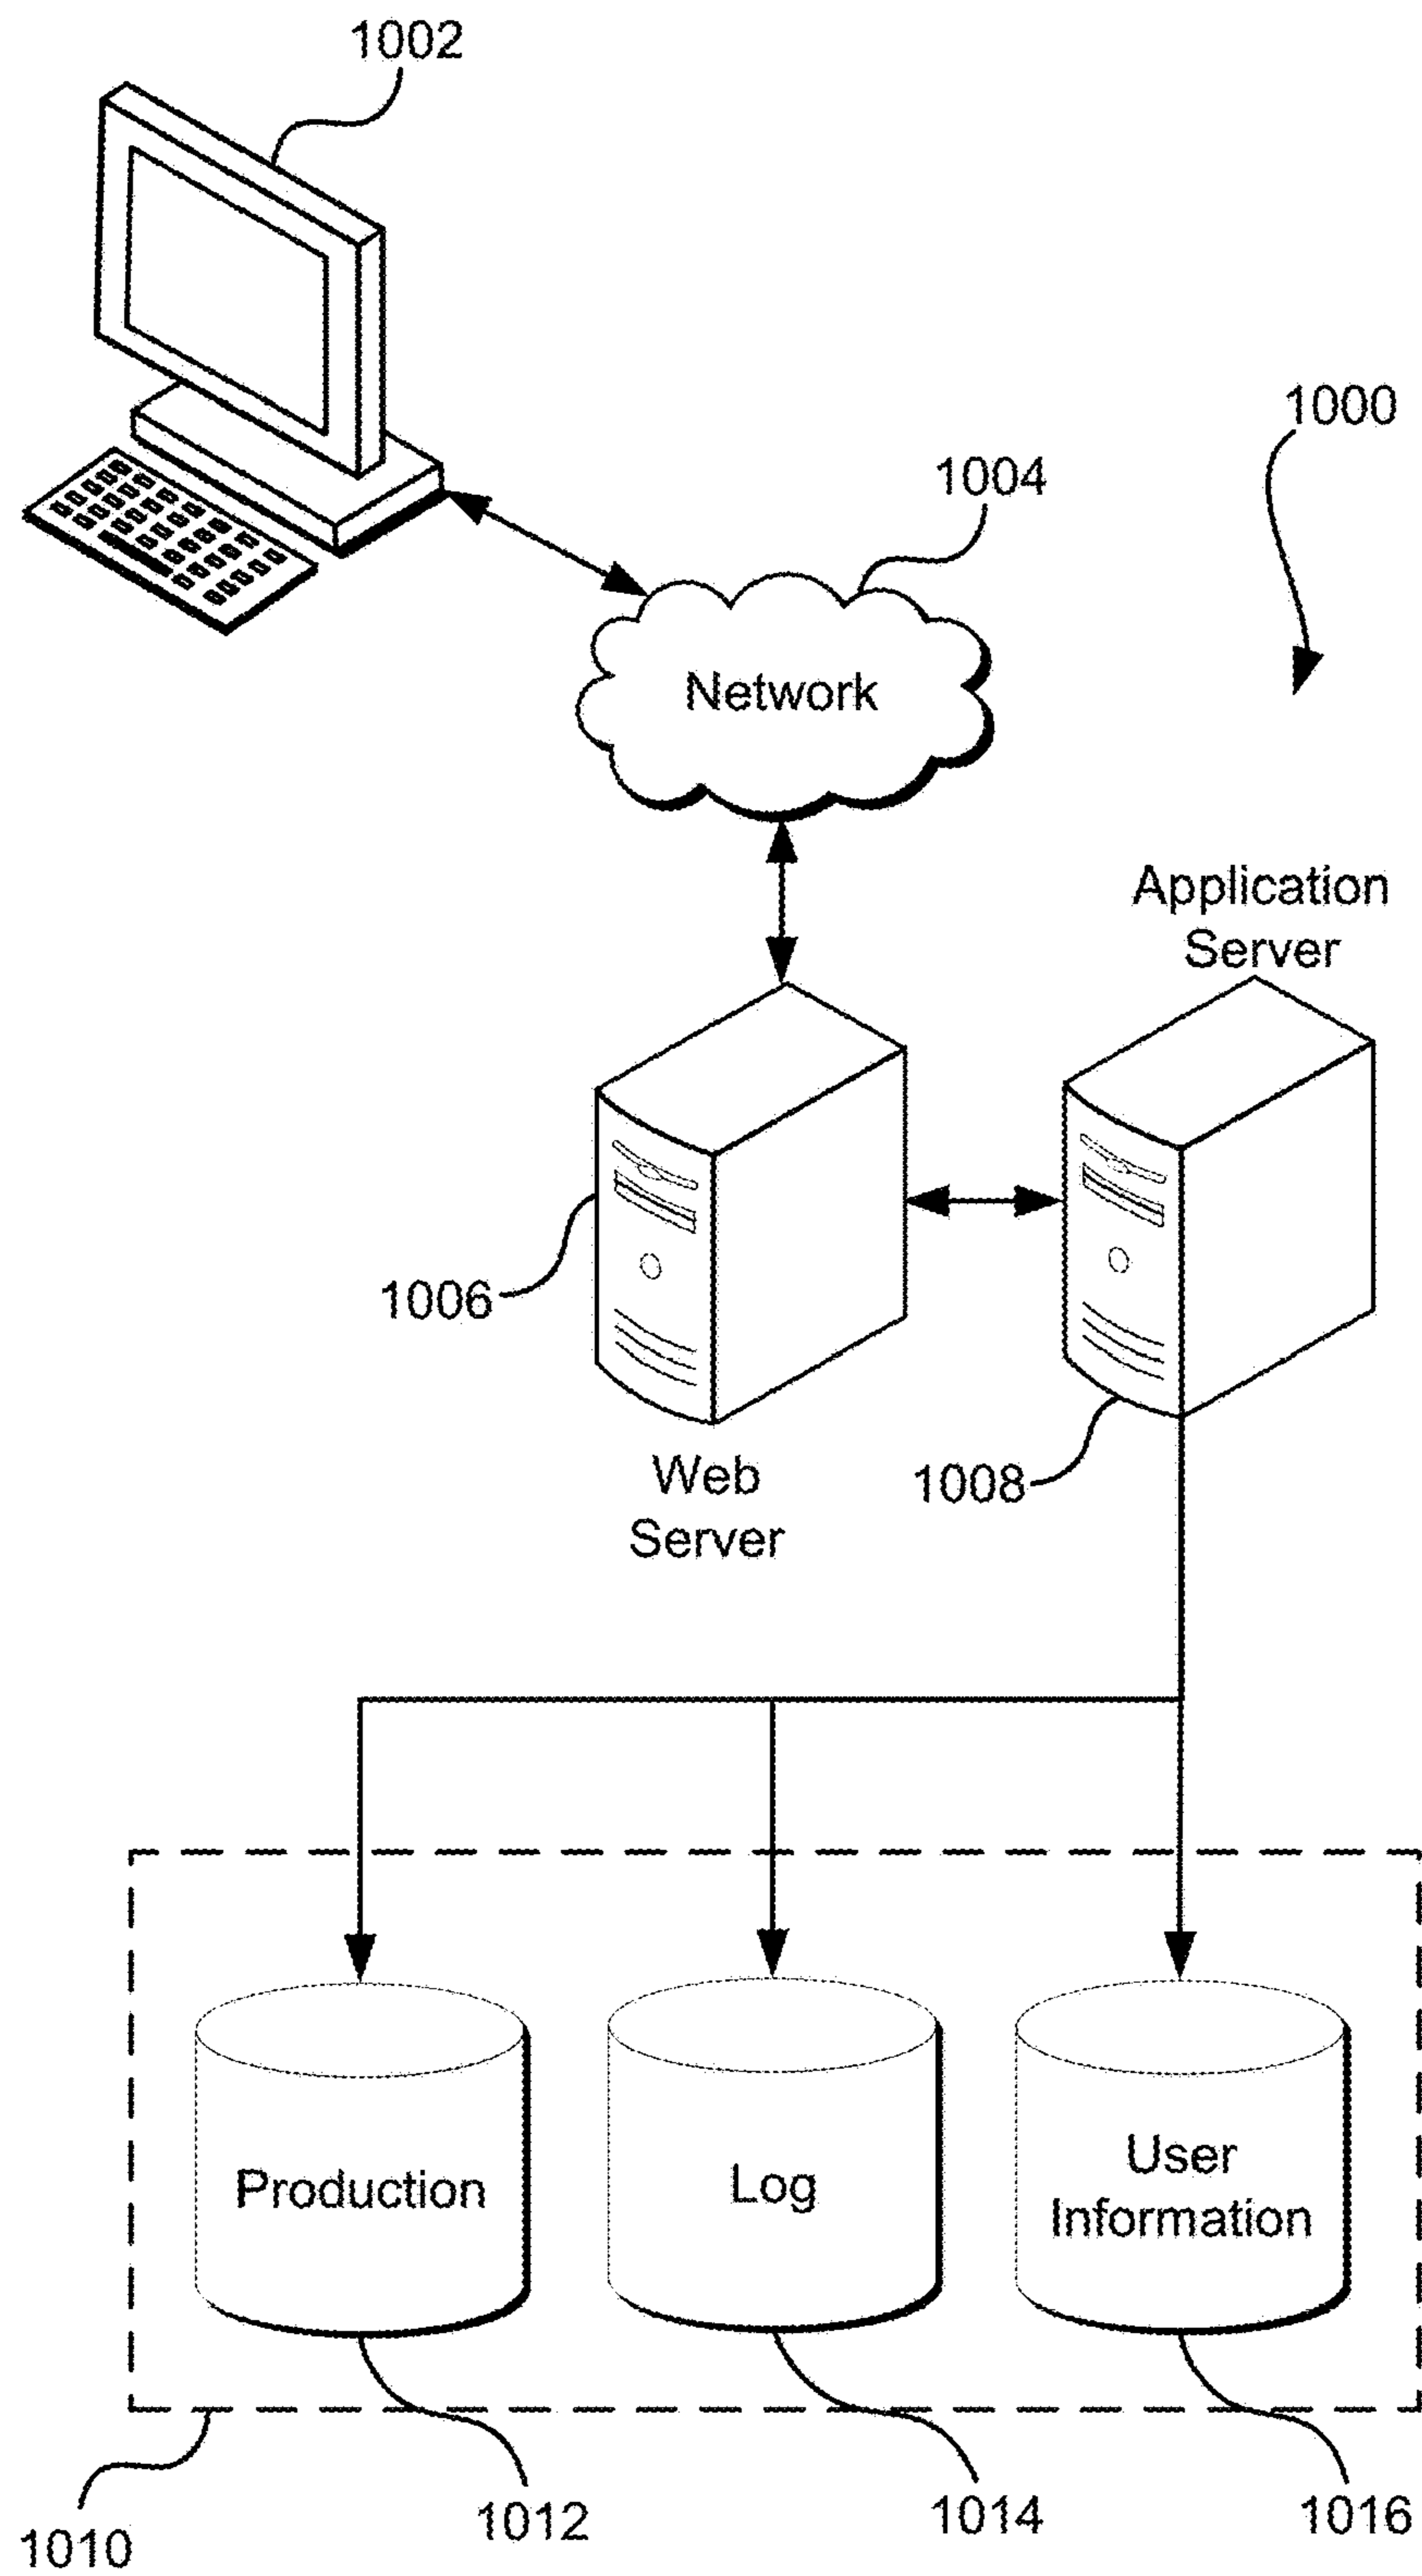 1002
1000
1004
Network
Application
Server
1006
Web
Server
1008
Production
Log
User
Information
1010
1012
1014
1016